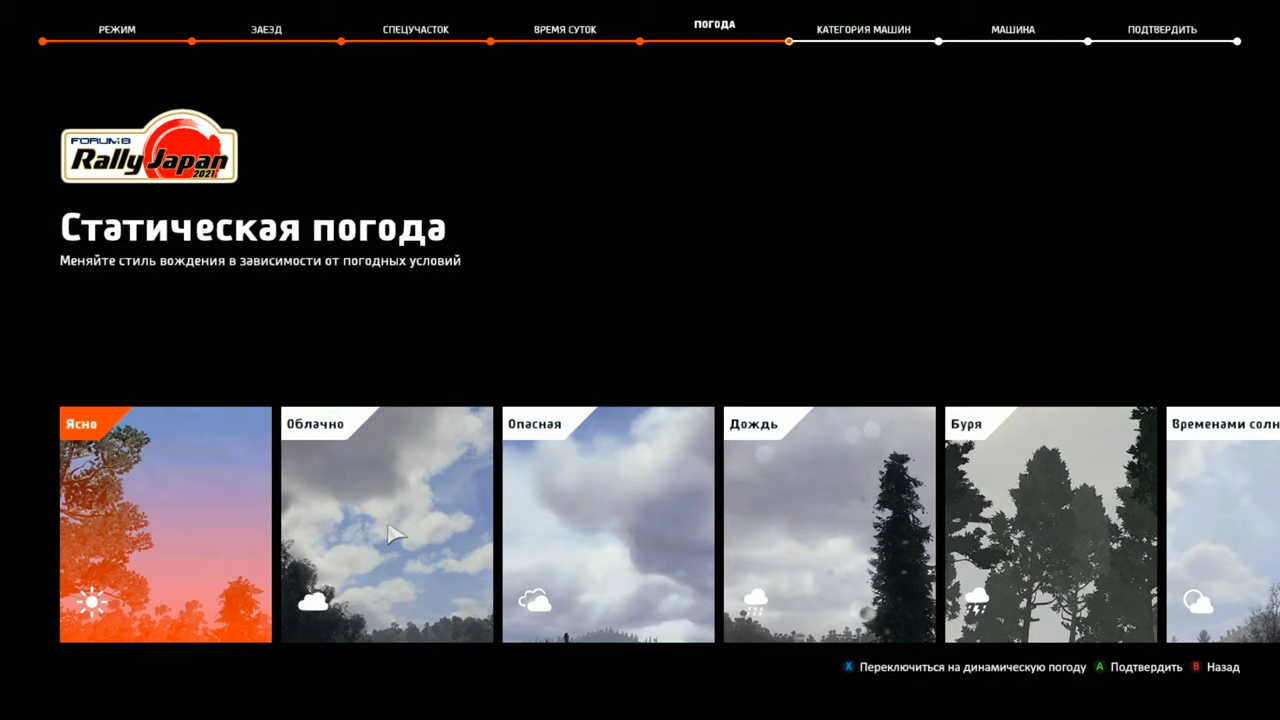 РЕЖИМ
ЗАЕЗД
СПЕЦУЧАСТОК
ВРЕМЯ СУТОК
ПОГОДА
КАТЕГОРИЯ МАШИН
МАШИНА
ПОДТВЕРДИТЬ
FORUM8
Rally Japan
2021
Статическая погода
Меняйте стиль вождения в зависимости от погодных условий
Ясно
Облачно
Опасная
Дождь
Буря
Временами солн
X Переключиться на динамическую погоду A Подтвердить B Назад